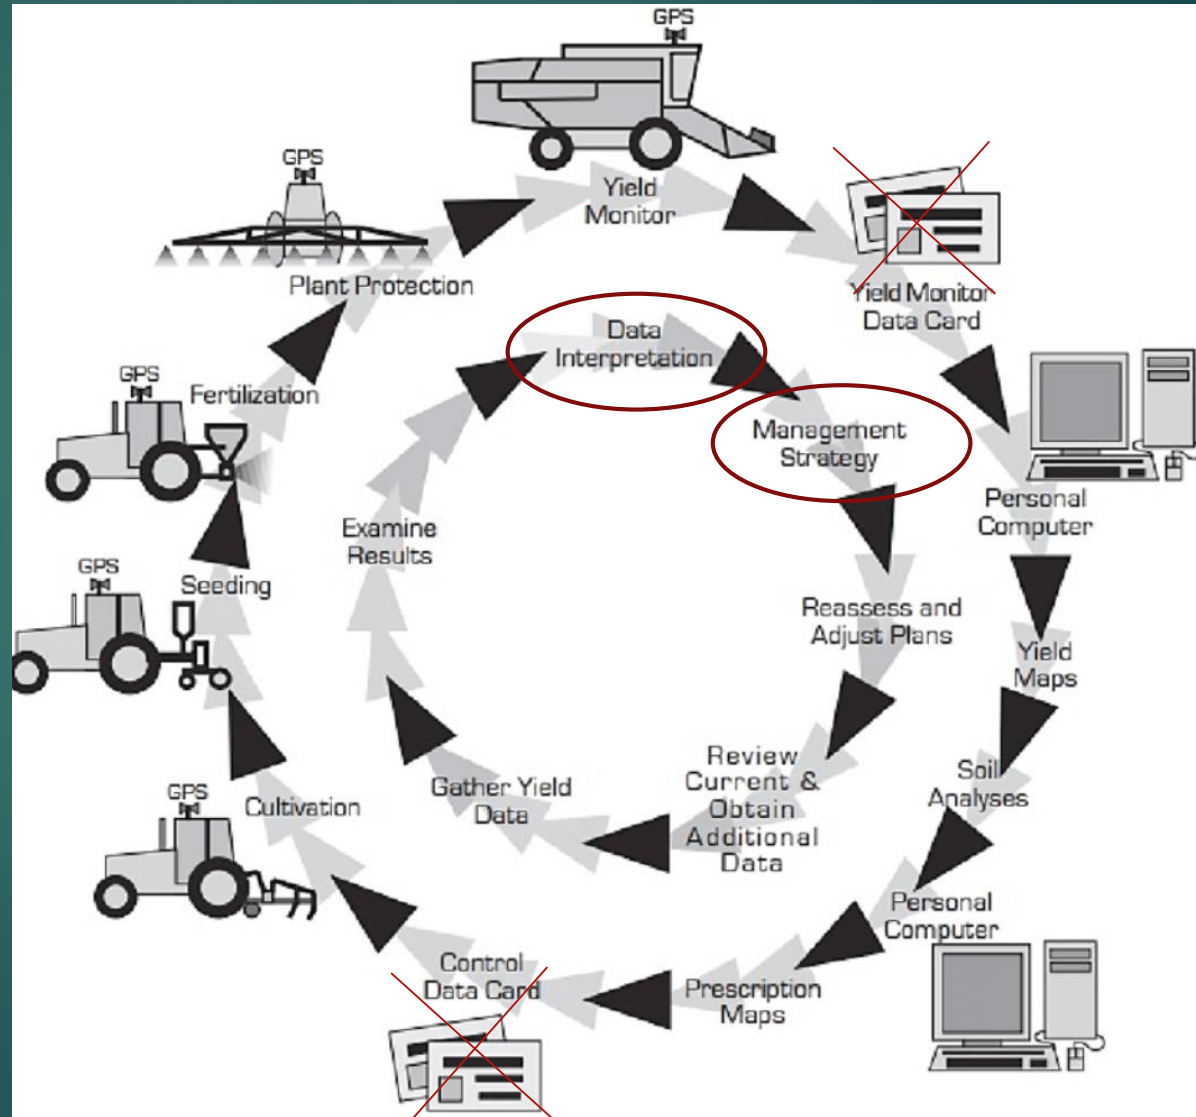 GPS
Yield
Monitor
Yield Monitor
Data Card
Personal
Computer
Yield
Maps
Soil
Analyses
Personal
Computer
Prescription
Maps
Control
Data Card
GPS
Cultivation
GPS
Seeding
GPS
Fertilization
GPS
Plant Protection
Data
Interpretation
Management
Strategy
Reassess and
Adjust Plans
Review
Current &
Obtain
Additional
Data
Gather Yield
Data
Examine
Results